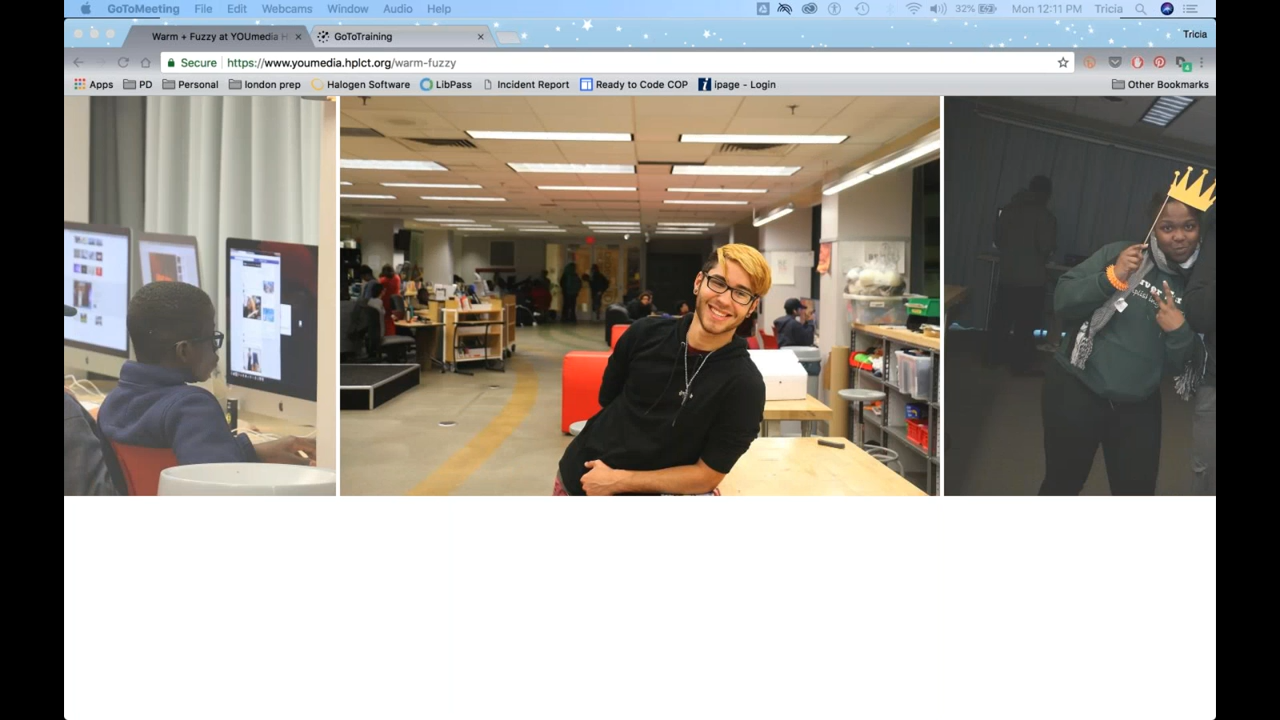 GoToMeeting File Edit Webcams Window Audio Help 32% Mon 12:11 PM Tricia
Warm + Fuzzy at YOUmedia H GoToTraining Tricia
Secure https://www.youmedia.hplct.org/warm-fuzzy
Apps PD Personal london prep Halogen Software LibPass Incident Report Ready to Code COP ipage - Login Other Bookmarks